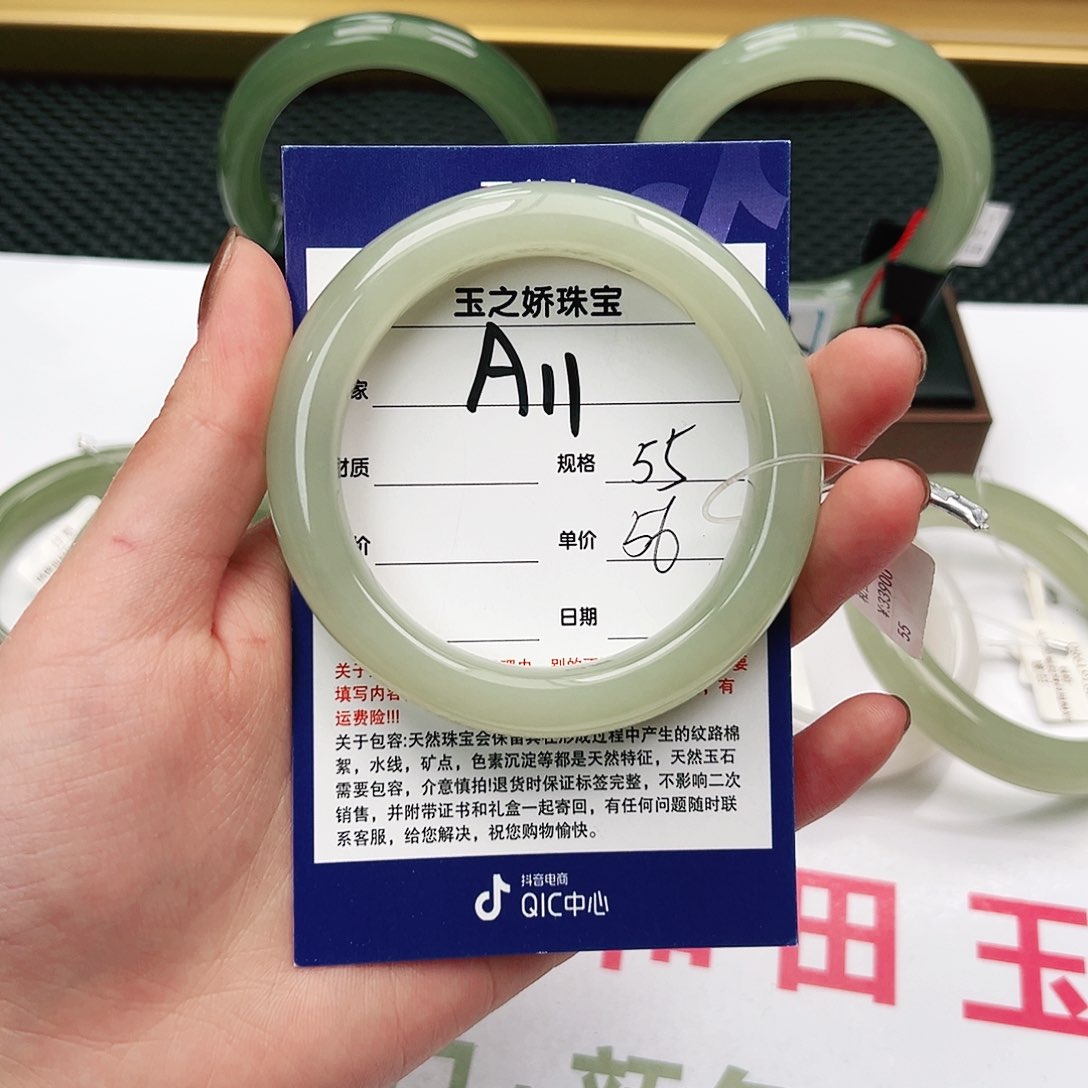 玉之娇珠宝
家 A11
材质 规格 55
价 单价 56
日期
关于
填写内容 有
运费险!!!
关于包容:天然珠宝会保留其在形成过程中产生的纹路棉
絮，水线，矿点，色素沉淀等都是天然特征，天然玉石
需要包容，介意慎拍!退货时保证标签完整，不影响二次
销售，并附带证书和礼盒一起寄回，有任何问题随时联
系客服，给您解决，祝您购物愉快。
抖音电商
QIC中心
¥:33900
55
田玉